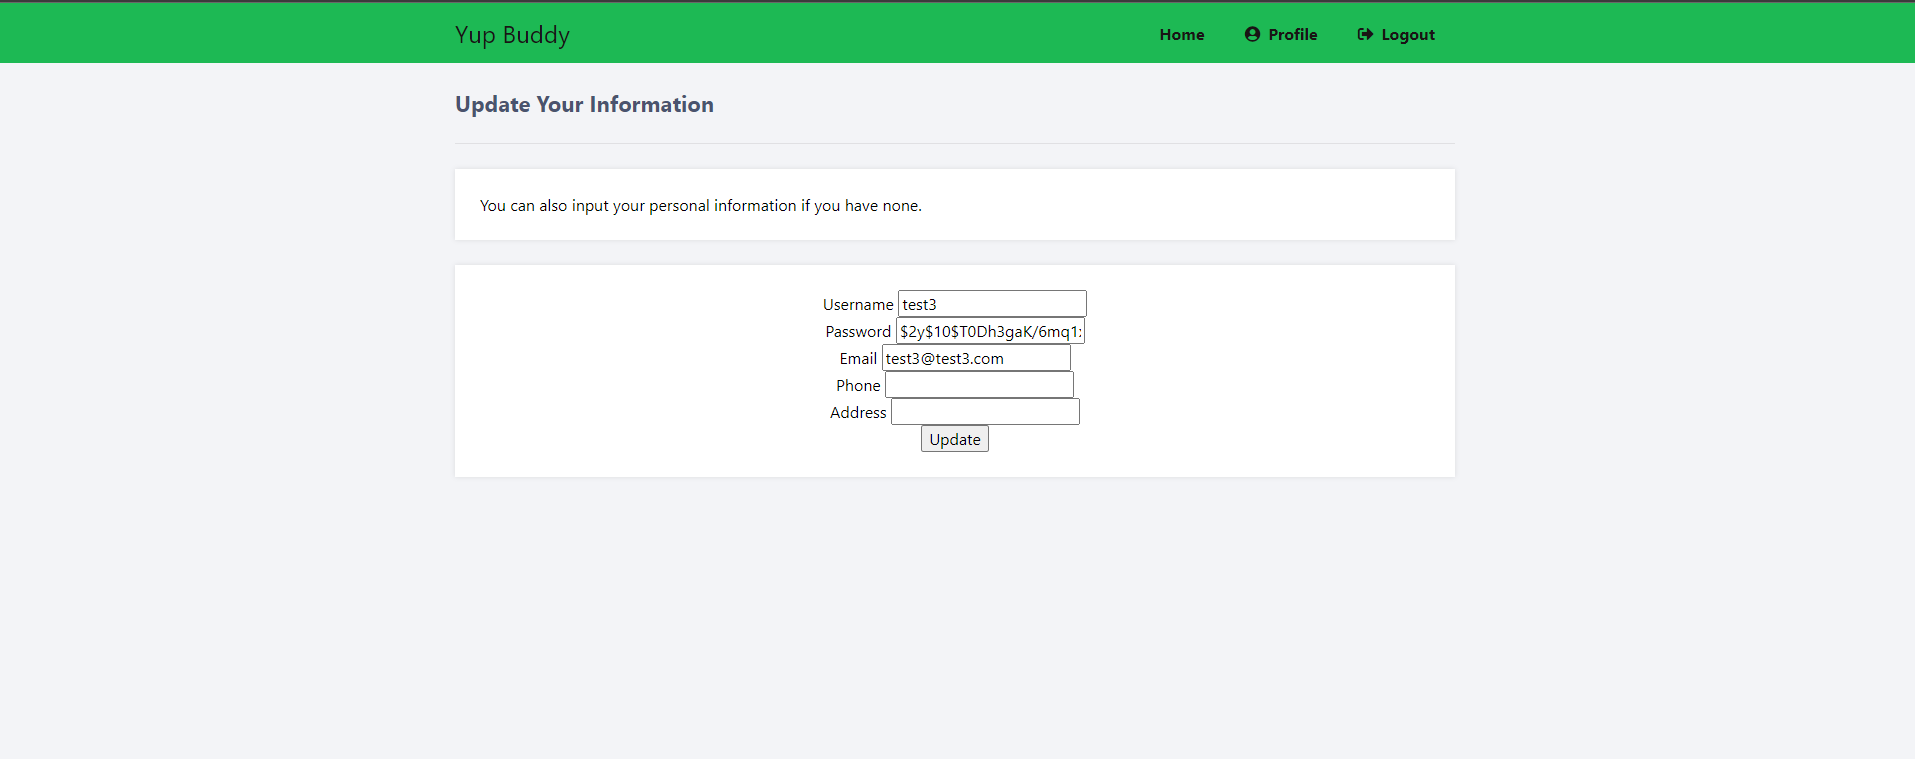 Yup Buddy Home Profile Logout
Update Your Information
You can also input your personal information if you have none.
Username test3
Password $2y$10$T0Dh3gaK/6mq1
Email test3@test3.com
Phone
Address
Update